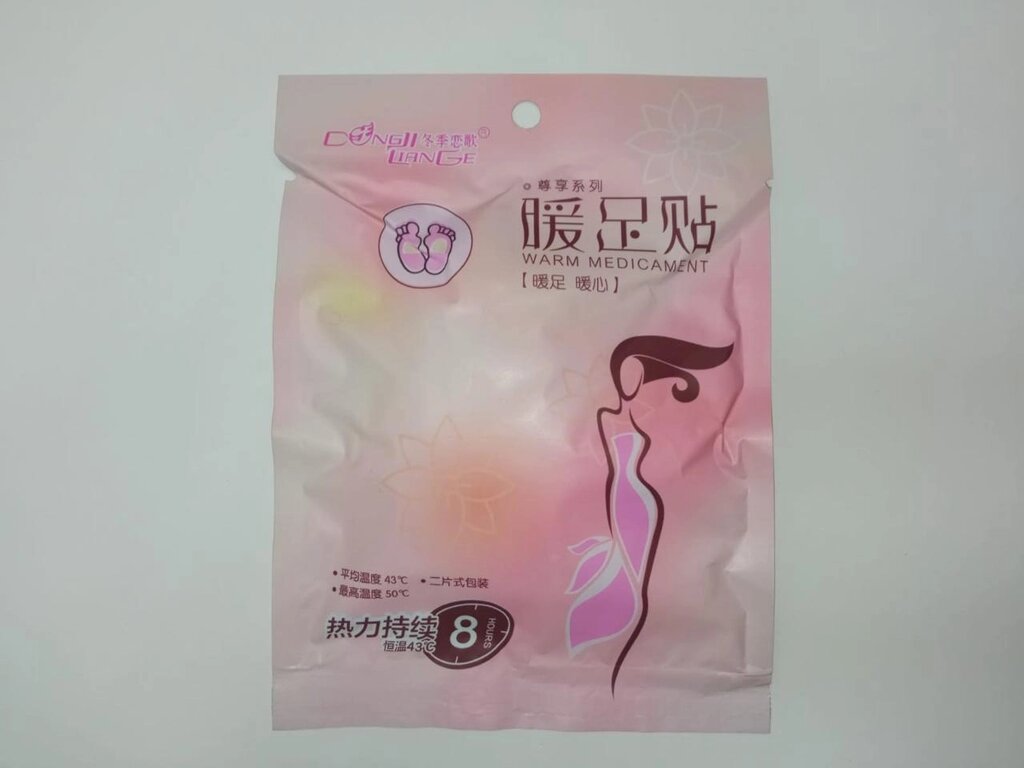 DONGJI 冬季恋歌®
LIANGE
尊享系列
暖足贴
WARM MEDICAMENT
【暖足 暖心】
•平均温度 43℃ •二片式包装
•最高温度 50℃
热力持续 8 HOURS
恒温43℃